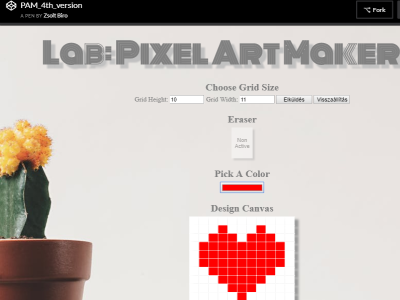 PAM_4th_version
A PEN BY Zsolt Biro
Fork
Lab: Pixel Art Maker
Choose Grid Size
Grid Height: 10 Grid Width: 11 Elküldés Visszaállítás
Eraser
Non
Active
Pick A Color
Design Canvas